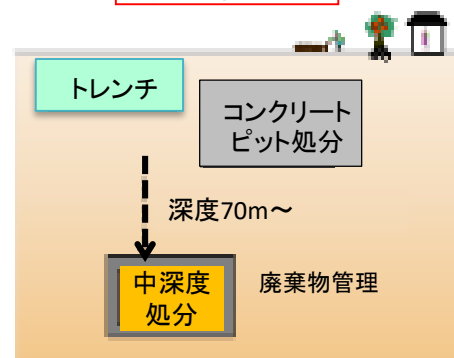 トレンチ
コンクリート
ピット処分
深度70m～
中深度
処分
廃棄物管理